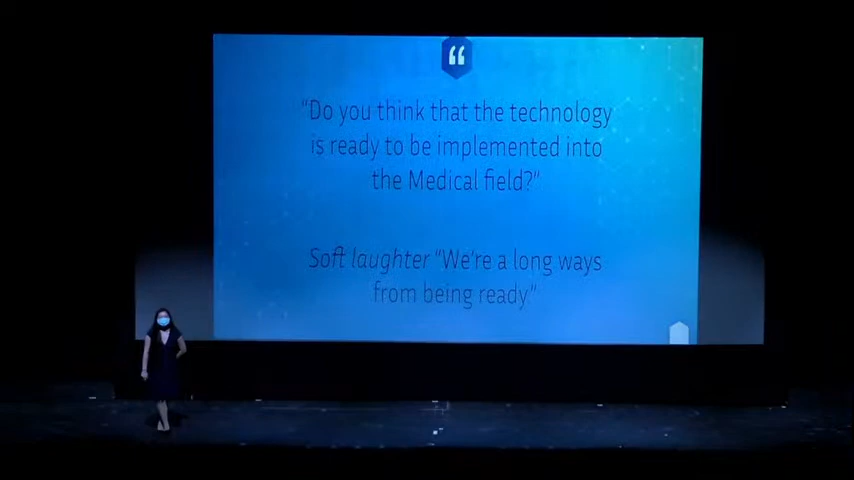 “
“Do you think that the technology
is ready to be implemented into
the Medical field?”
Soft laughter “We’re a long ways
from being ready.”